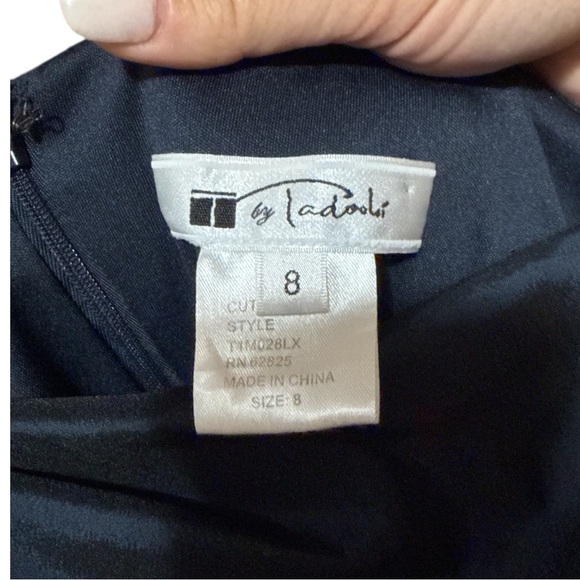 T by Tadashi
8
CUT
STYLE
T1M028LX
RN 62825
MADE IN CHINA
SIZE: 8